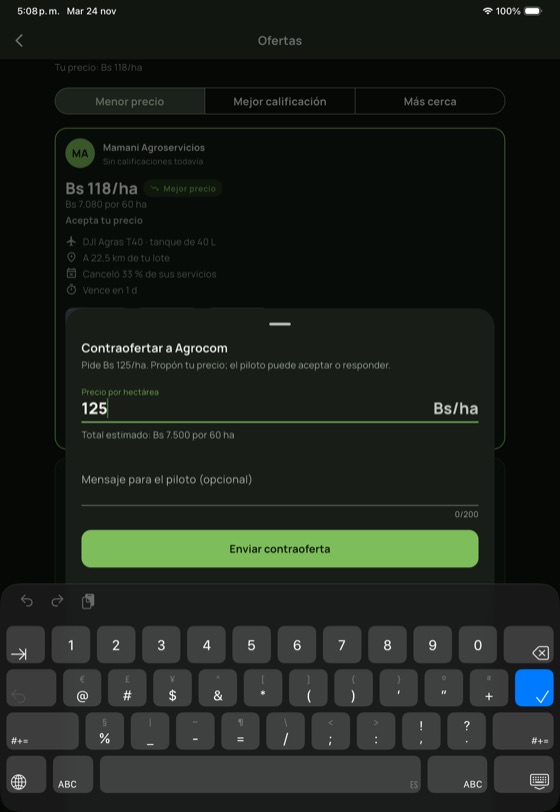 5:08 p. m. Mar 24 nov
100%
Ofertas
Tu precio: Bs 118/ha
Menor precio
Mejor calificación
Más cerca
MA
Mamani Agroservicios
Sin calificaciones todavía
Bs 118/ha
Mejor precio
Bs 7.080 por 60 ha
Acepta tu precio
DJI Agras T40 · tanque de 40 L
A 22,5 km de tu lote
Canceló 33 % de sus servicios
Vence en 1 d
Contraofertar a Agrocom
Pide Bs 125/ha. Propón tu precio; el piloto puede aceptar o responder.
Precio por hectárea
125 Bs/ha
Total estimado: Bs 7.500 por 60 ha
Mensaje para el piloto (opcional)
0/200
Enviar contraoferta
1 2 3 4 5 6 7 8 9 0
€ £ ¥ ^ [ ] { } ° ª
@ # $ & * ( ) ' " +
§ | ~ ¶ \ < >
#+= % _ - = / ; : ! , ? . #+=
ABC ES ABC